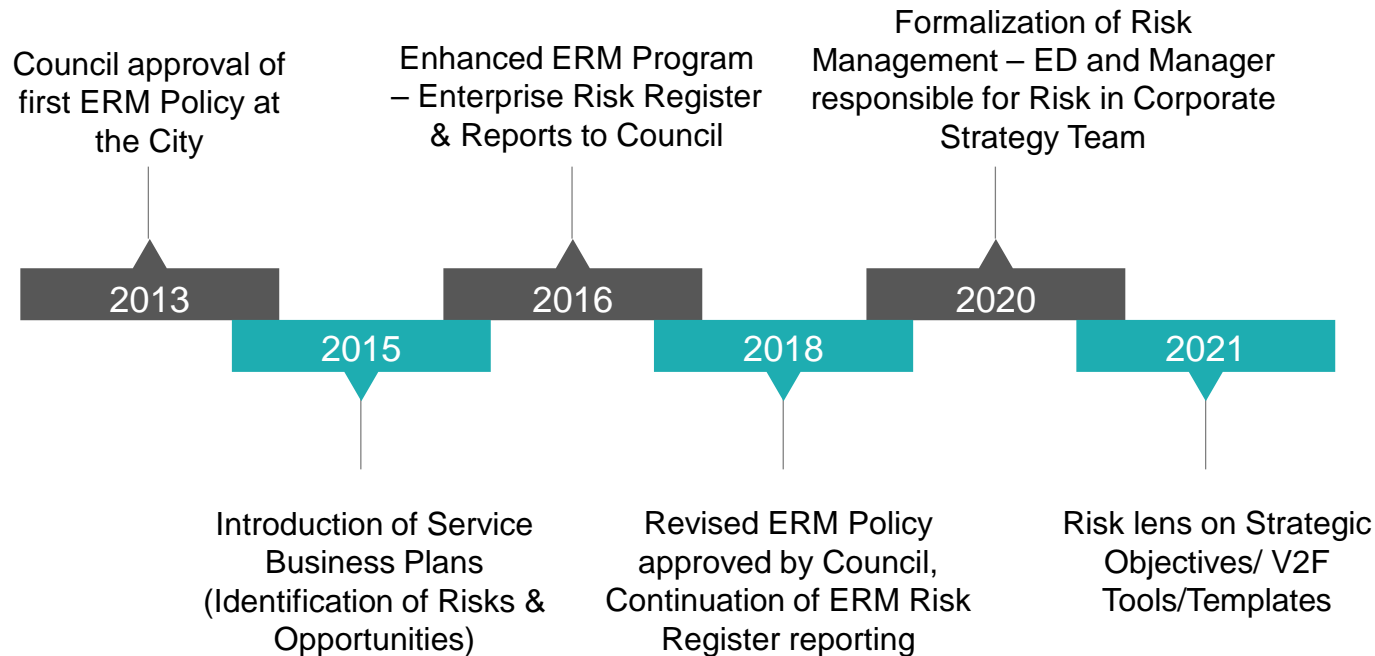 Council approval of
first ERM Policy at
the City
Enhanced ERM Program
– Enterprise Risk Register
& Reports to Council
Formalization of Risk
Management – ED and Manager
responsible for Risk in Corporate
Strategy Team
2013
2016
2020
2015
2018
2021
Introduction of Service
Business Plans
(Identification of Risks &
Opportunities)
Revised ERM Policy
approved by Council,
Continuation of ERM Risk
Register reporting
Risk lens on Strategic
Objectives/ V2F
Tools/Templates